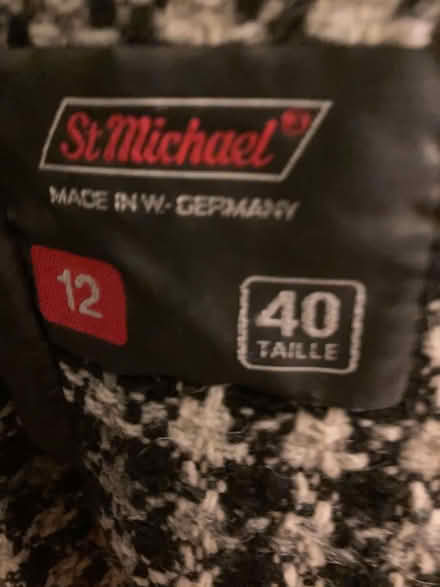 St Michael
MADE IN W. GERMANY
12
40
TAILLE